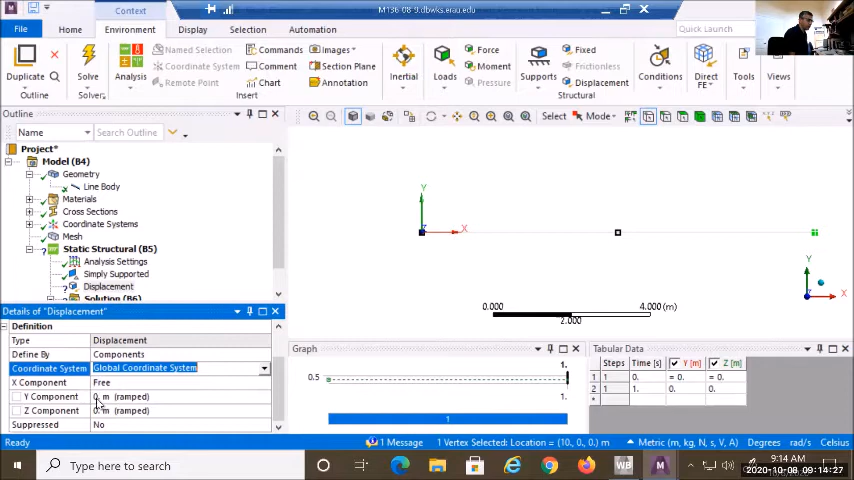 Context
M136-08-9.dbwks.erau.edu
File
Home
Environment
Display
Selection
Automation
Quick Launch
Duplicate
Outline
Solve
Solver
Analysis
Named Selection
Coordinate System
Remote Point
Commands
Comment
Chart
Images
Section Plane
Annotation
Insert
Inertial
Loads
Force
Moment
Pressure
Supports
Fixed
Frictionless
Displacement
Structural
Conditions
Direct
FE
Tools
Views
Outline
Name
Search Outline
Select
Mode
Project*
Model (B4)
Geometry
Line Body
Materials
Cross Sections
Coordinate Systems
Mesh
Static Structural (B5)
Analysis Settings
Simply Supported
Displacement
Solution (B6)
Y
X
Z
Y
X
0.000
4.000 (m)
2.000
Details of "Displacement"
Definition
Type Displacement
Define By Components
Coordinate System Global Coordinate System
X Component Free
Y Component 0. m (ramped)
Z Component 0. m (ramped)
Suppressed No
Graph
1.
0.5
1
Tabular Data
Steps Time [s] Y [m] Z [m]
1 1 0. = 0. = 0.
2 1 1. 0. 0.
*
Ready
1 Message
1 Vertex Selected: Location: (10., 0., 0.) m
Metric (m, kg, N, s, V, A)
Degrees
rad/s
Celsius
Type here to search
WB
M
9:14 AM
2020-10-08 09:14:27